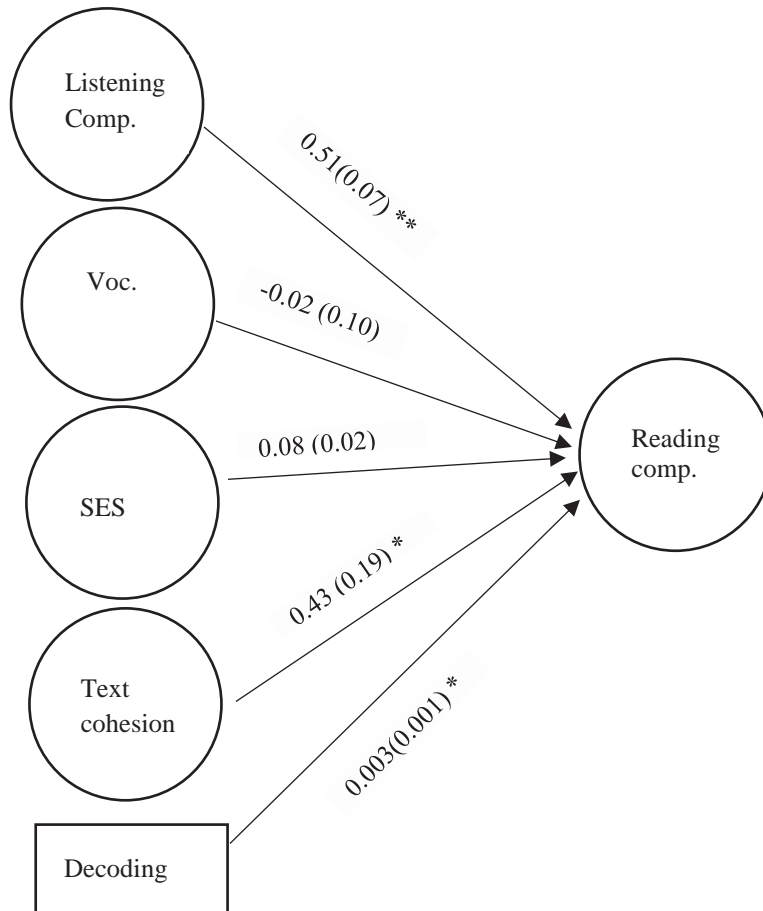 Listening
Comp.
0.51(0.07) **
Voc.
-0.02 (0.10)
Reading
comp.
SES
0.08 (0.02)
Text
cohesion
0.43 (0.19) *
Decoding
0.003(0.001) *